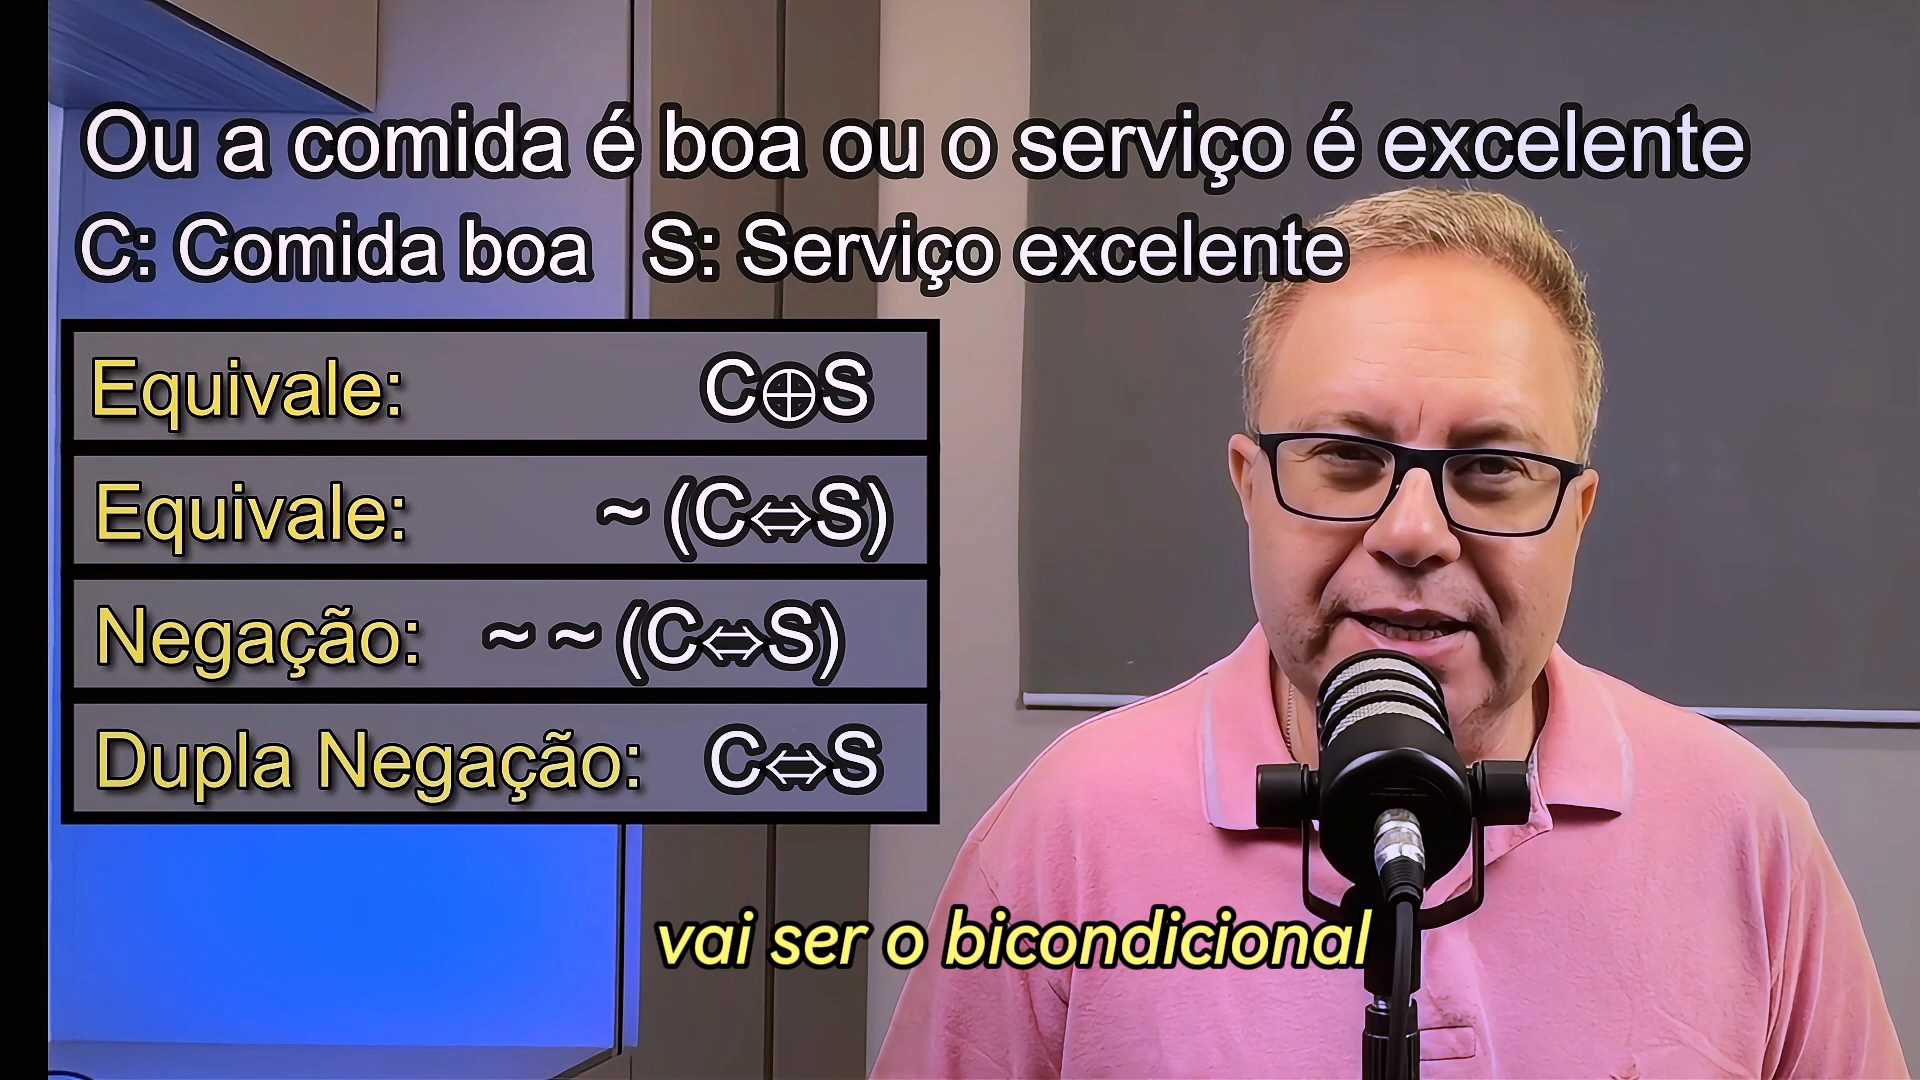 Ou a comida é boa ou o serviço é excelente
C: Comida boa S: Serviço excelente
Equivale: C⊕S
Equivale: ~(C⇔S)
Negação: ~~(C⇔S)
Dupla Negação: C⇔S
vai ser o bicondicional